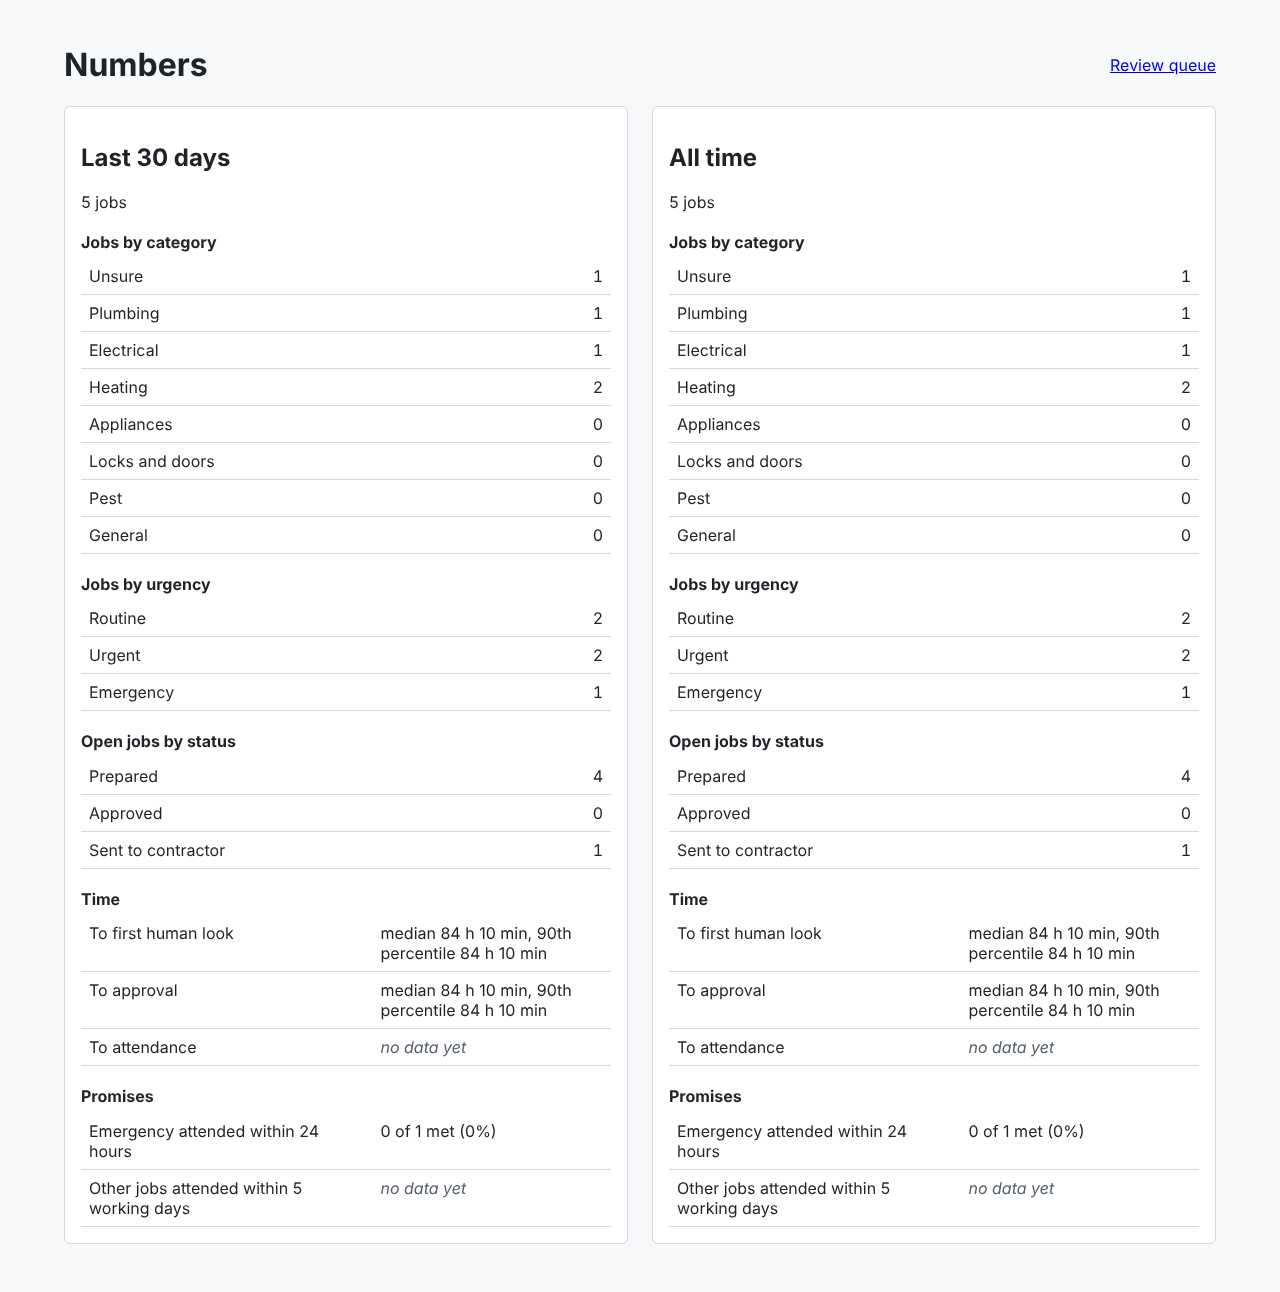 Numbers
Review queue
Last 30 days
5 jobs
Jobs by category
Unsure 1
Plumbing 1
Electrical 1
Heating 2
Appliances 0
Locks and doors 0
Pest 0
General 0
Jobs by urgency
Routine 2
Urgent 2
Emergency 1
Open jobs by status
Prepared 4
Approved 0
Sent to contractor 1
Time
To first human look median 84 h 10 min, 90th
percentile 84 h 10 min
To approval median 84 h 10 min, 90th
percentile 84 h 10 min
To attendance no data yet
Promises
Emergency attended within 24 0 of 1 met (0%)
hours
Other jobs attended within 5 no data yet
working days
All time
5 jobs
Jobs by category
Unsure 1
Plumbing 1
Electrical 1
Heating 2
Appliances 0
Locks and doors 0
Pest 0
General 0
Jobs by urgency
Routine 2
Urgent 2
Emergency 1
Open jobs by status
Prepared 4
Approved 0
Sent to contractor 1
Time
To first human look median 84 h 10 min, 90th
percentile 84 h 10 min
To approval median 84 h 10 min, 90th
percentile 84 h 10 min
To attendance no data yet
Promises
Emergency attended within 24 0 of 1 met (0%)
hours
Other jobs attended within 5 no data yet
working days